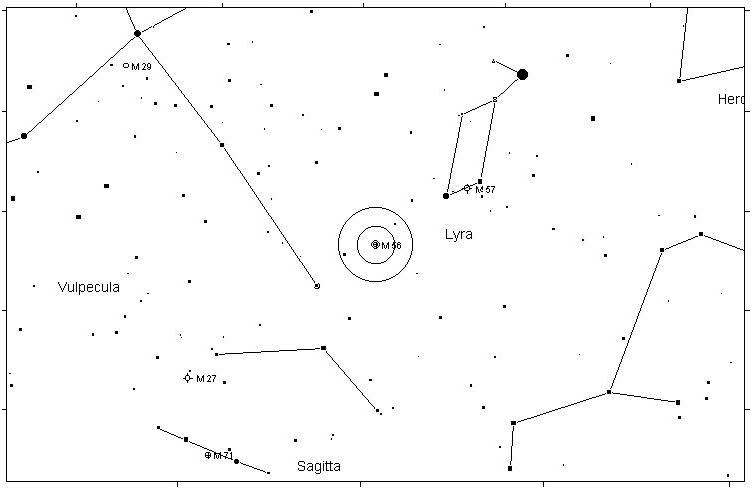 M 29
Herc
M 57
Lyra
M 56
Vulpecula
M 27
M 71
Sagitta